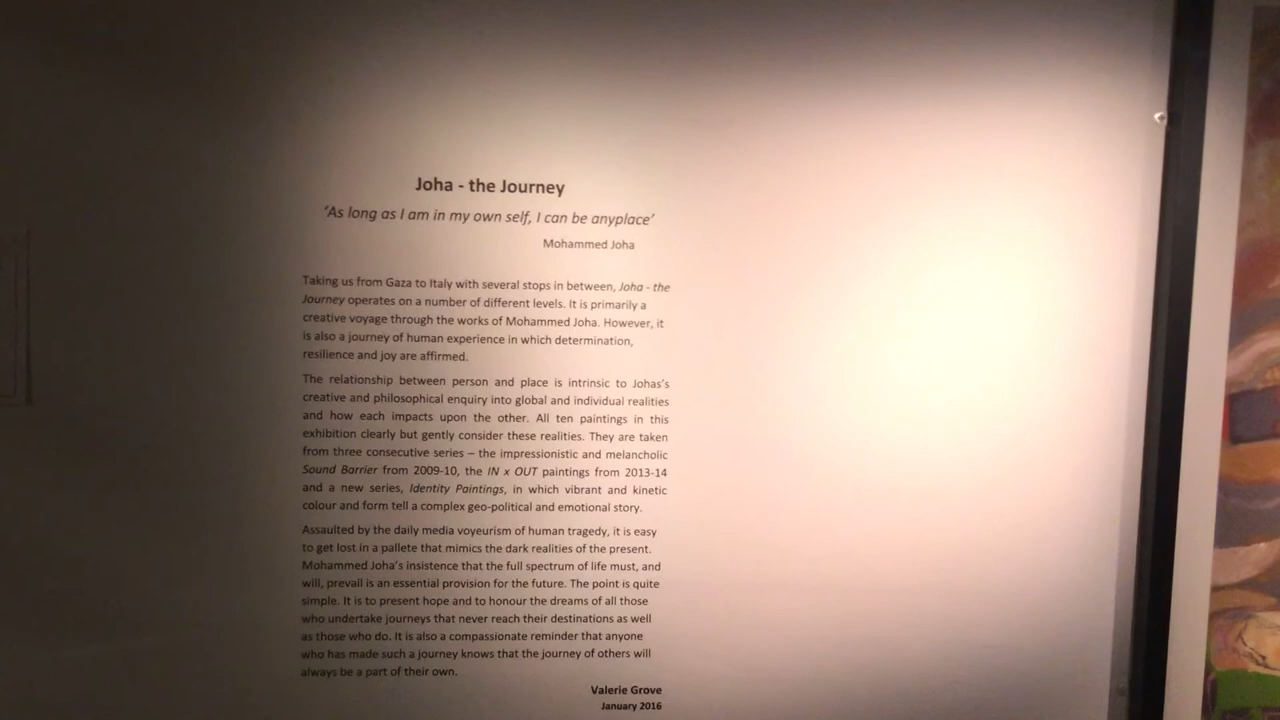 Joha - the Journey
‘As long as I am in my own self, I can be anyplace’
Mohammed Joha
Taking us from Gaza to Italy with several stops in between, Joha - the
Journey operates on a number of different levels. It is primarily a
creative voyage through the works of Mohammed Joha. However, it
is also a journey of human experience in which determination,
resilience and joy are affirmed.
The relationship between person and place is intrinsic to Johas's
creative and philosophical enquiry into global and individual realities
and how each impacts upon the other. All ten paintings in this
exhibition clearly but gently consider these realities. They are taken
from three consecutive series – the impressionistic and melancholic
Sound Barrier from 2009-10, the IN x OUT paintings from 2013-14
and a new series, Identity Paintings, in which vibrant and kinetic
colour and form tell a complex geo-political and emotional story.
Assaulted by the daily media voyeurism of human tragedy, it is easy
to get lost in a pallete that mimics the dark realities of the present.
Mohammed Joha's insistence that the full spectrum of life must, and
will, prevail is an essential provision for the future. The point is quite
simple. It is to present hope and to honour the dreams of all those
who undertake journeys that never reach their destinations as well
as those who do. It is also a compassionate reminder that anyone
who has made such a journey knows that the journey of others will
always be a part of their own.
Valerie Grove
January 2016